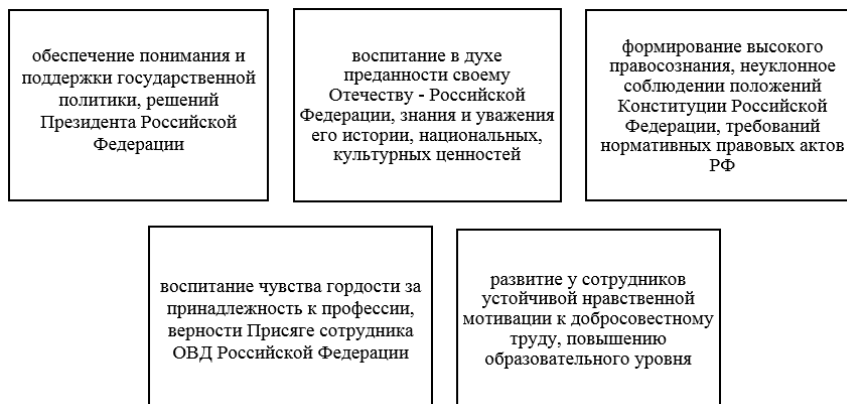 обеспечение понимания и
поддержки государственной
политики, решений
Президента Российской
Федерации
воспитание в духе
преданности своему
Отечеству - Российской
Федерации, знания и уважения
его истории, национальных,
культурных ценностей
формирование высокого
правосознания, неуклонное
соблюдении положений
Конституции Российской
Федерации, требований
нормативных правовых актов
РФ
воспитание чувства гордости за
принадлежность к профессии,
верности Присяге сотрудника
ОВД Российской Федерации
развитие у сотрудников
устойчивой нравственной
мотивации к добросовестному
труду, повышению
образовательного уровня